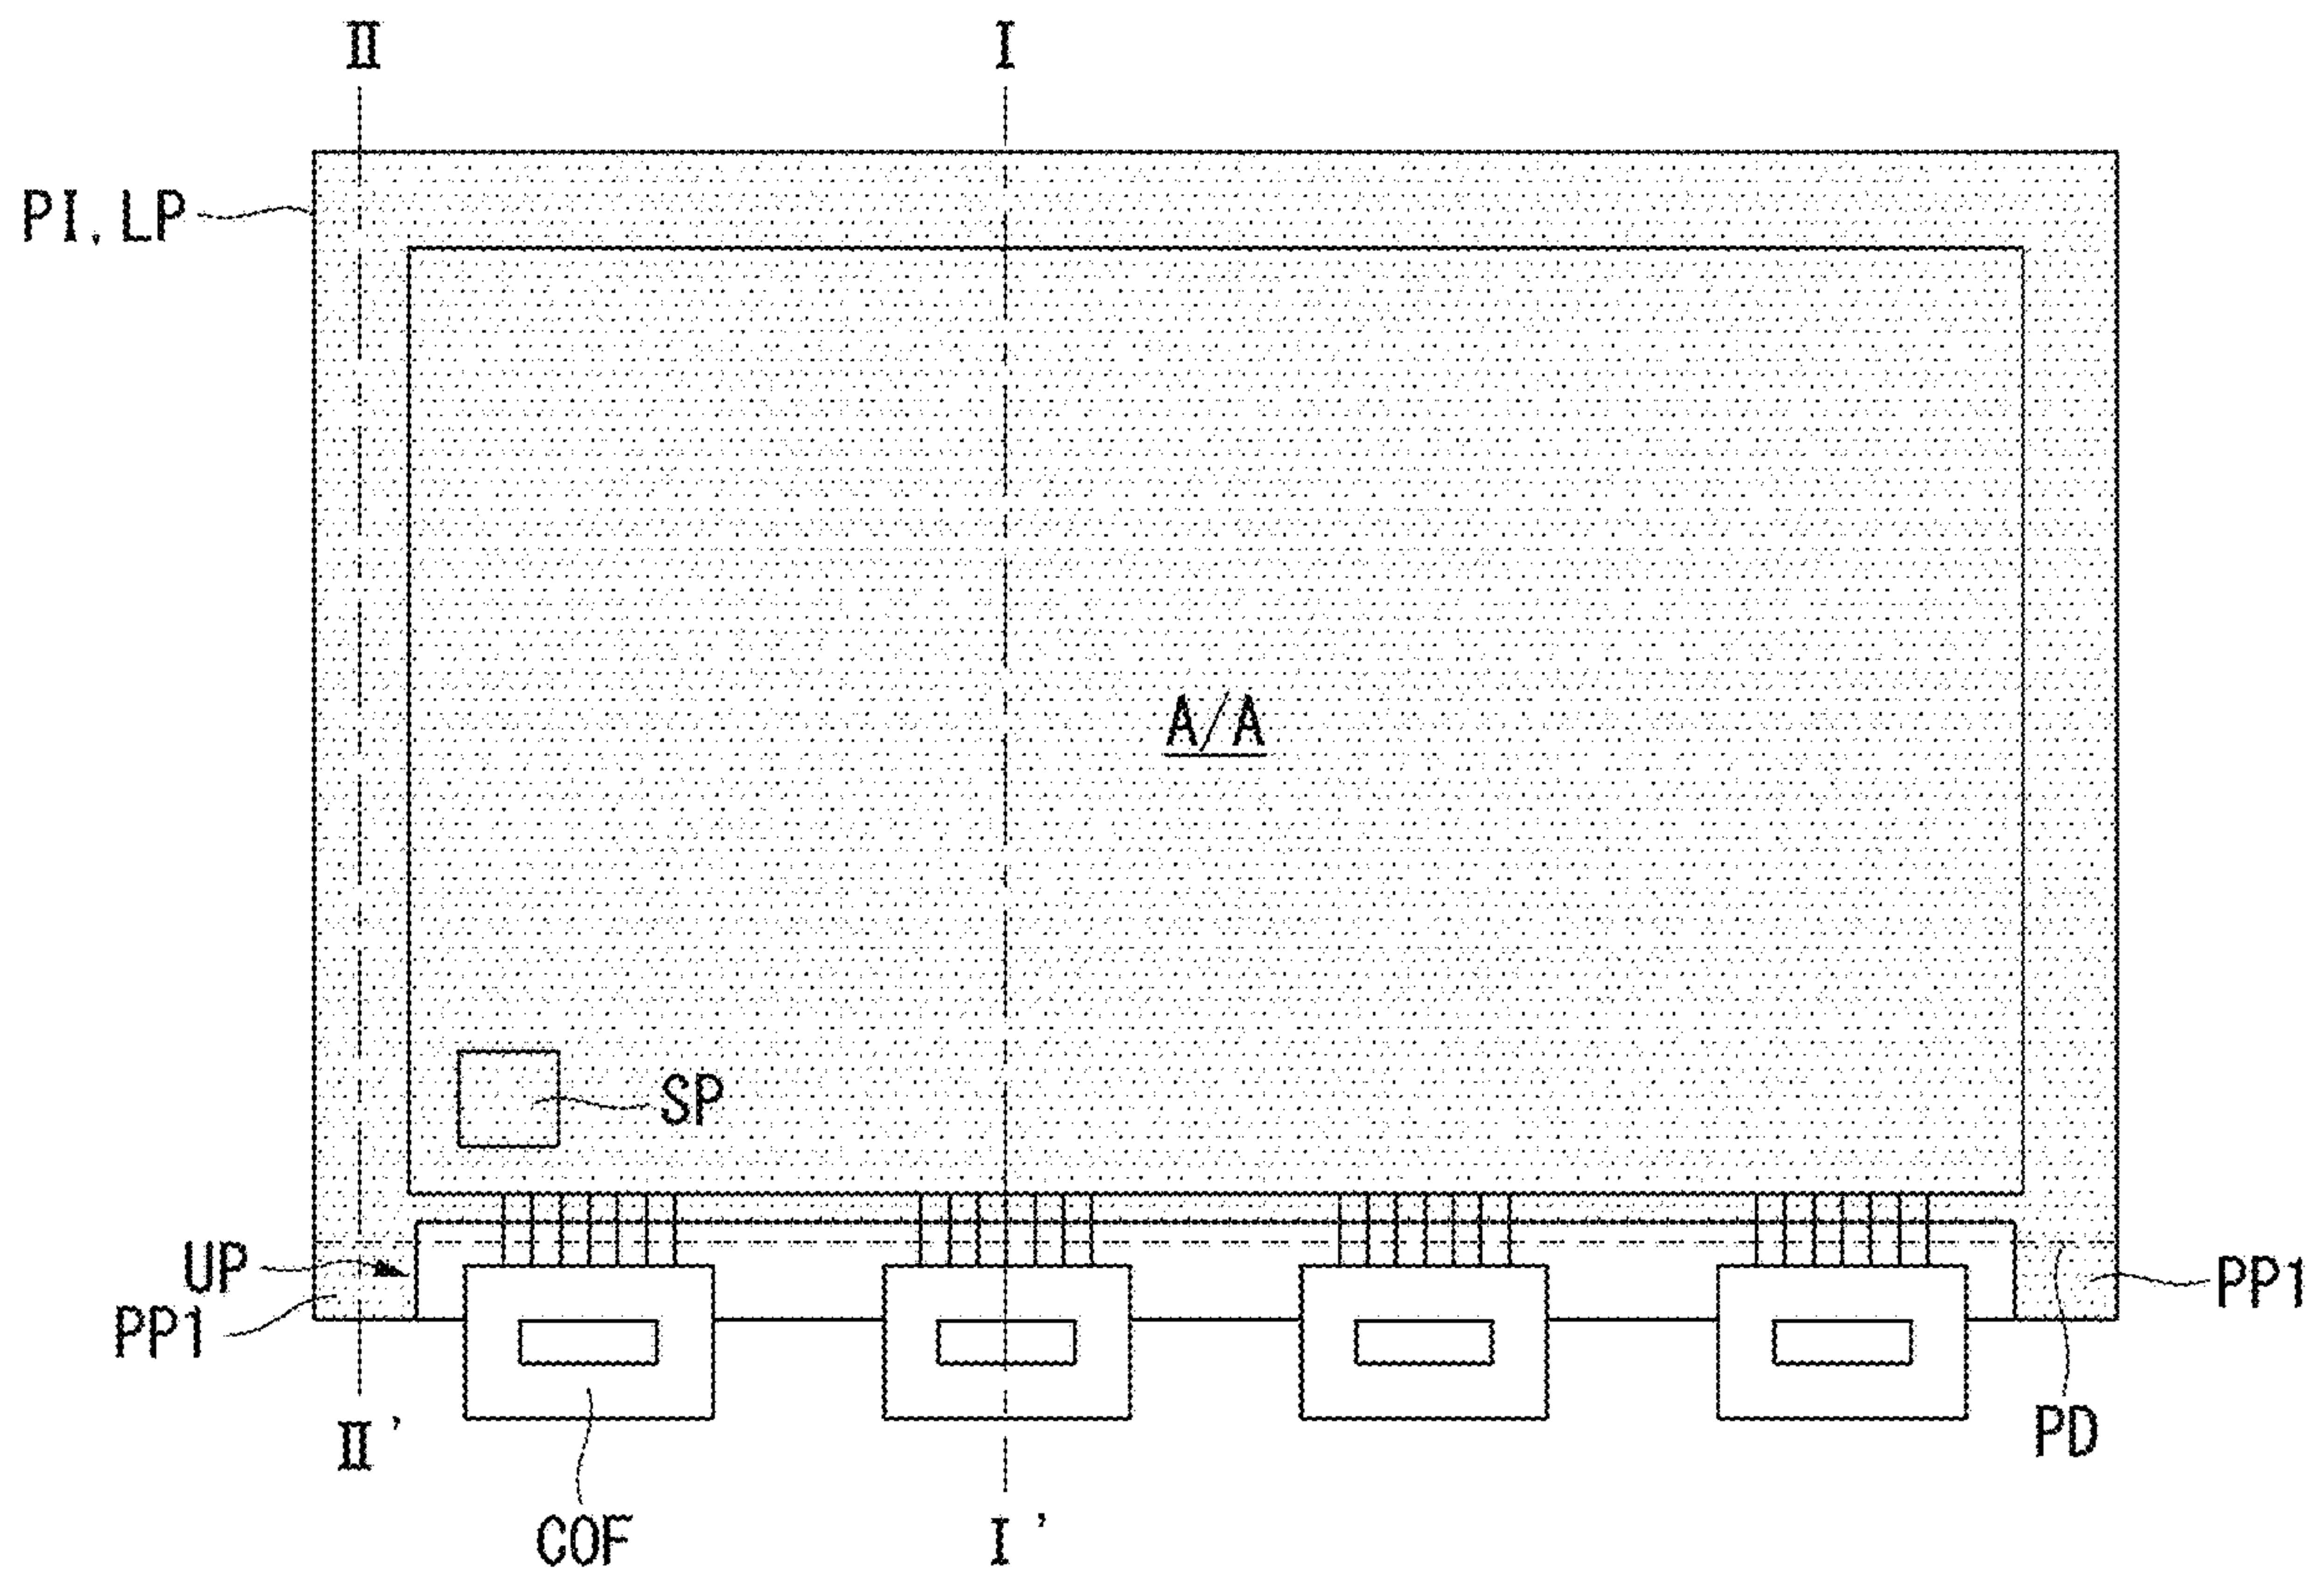 Ⅱ I
PI, LP
A/A
SP
UP
PP1 PP1
Ⅱ' PD
COF I'